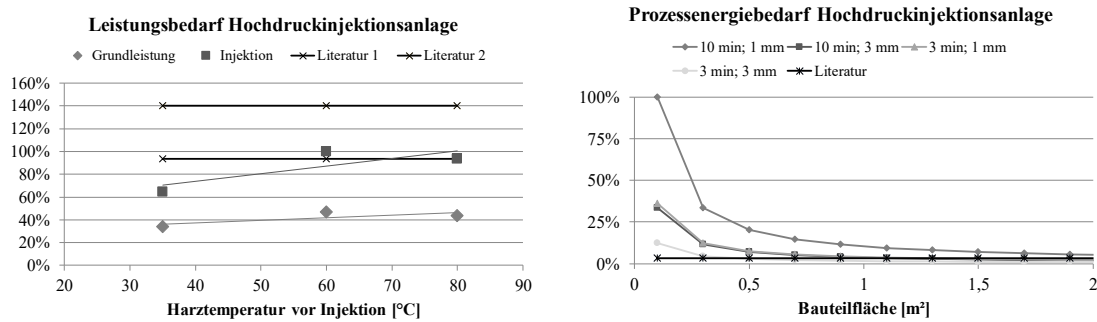 Leistungsbedarf Hochdruckinjektionsanlage
Grundleistung Injektion Literatur 1 Literatur 2
160%
140%
120%
100%
80%
60%
40%
20%
0%
20 30 40 50 60 70 80 90
Harztemperatur vor Injektion [°C]
Prozessenergiebedarf Hochdruckinjektionsanlage
10 min; 1 mm 10 min; 3 mm 3 min; 1 mm
3 min; 3 mm Literatur
100%
75%
50%
25%
0%
0 0,5 1 1,5 2
Bauteilfläche [m²]